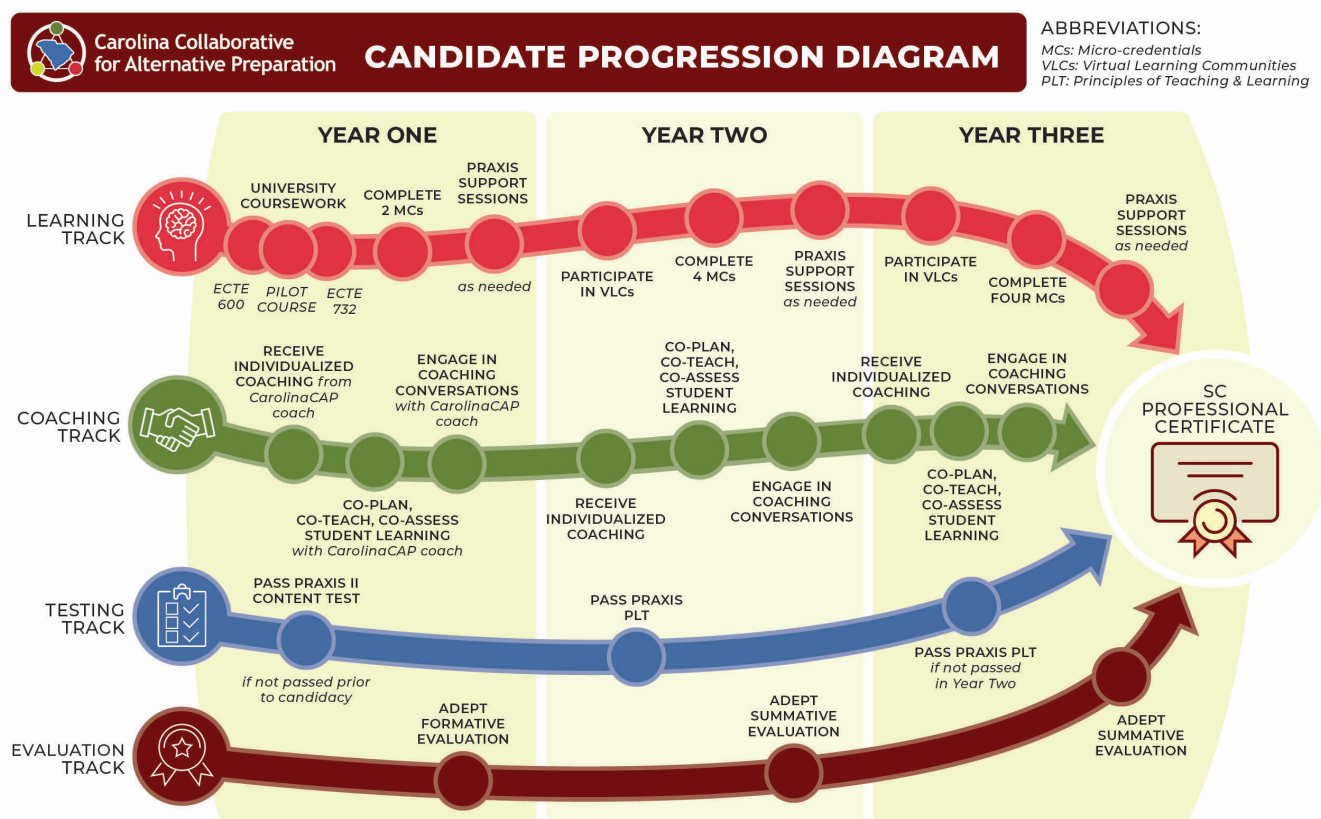 Carolina Collaborative
for Alternative Preparation
CANDIDATE PROGRESSION DIAGRAM
ABBREVIATIONS:
MCs: Micro-credentials
VLCs: Virtual Learning Communities
PLT: Principles of Teaching & Learning
YEAR ONE
YEAR TWO
YEAR THREE
LEARNING
TRACK
UNIVERSITY
COURSEWORK
ECTE
600
PILOT
COURSE
ECTE
732
COMPLETE
2 MCs
PRAXIS
SUPPORT
SESSIONS
as needed
PARTICIPATE
IN VLCs
COMPLETE
4 MCs
PRAXIS
SUPPORT
SESSIONS
as needed
PARTICIPATE
IN VLCs
COMPLETE
FOUR MCs
PRAXIS
SUPPORT
SESSIONS
as needed
COACHING
TRACK
RECEIVE
INDIVIDUALIZED
COACHING from
CarolinaCAP
coach
CO-PLAN,
CO-TEACH, CO-ASSESS
STUDENT LEARNING
with CarolinaCAP coach
ENGAGE IN
COACHING
CONVERSATIONS
with CarolinaCAP
coach
RECEIVE
INDIVIDUALIZED
COACHING
CO-PLAN,
CO-TEACH,
CO-ASSESS
STUDENT
LEARNING
ENGAGE IN
COACHING
CONVERSATIONS
RECEIVE
INDIVIDUALIZED
COACHING
CO-PLAN,
CO-TEACH,
CO-ASSESS
STUDENT
LEARNING
ENGAGE IN
COACHING
CONVERSATIONS
SC
PROFESSIONAL
CERTIFICATE
TESTING
TRACK
PASS PRAXIS II
CONTENT TEST
if not passed prior
to candidacy
PASS PRAXIS
PLT
PASS PRAXIS PLT
if not passed
in Year Two
EVALUATION
TRACK
ADEPT
FORMATIVE
EVALUATION
ADEPT
SUMMATIVE
EVALUATION
ADEPT
SUMMATIVE
EVALUATION